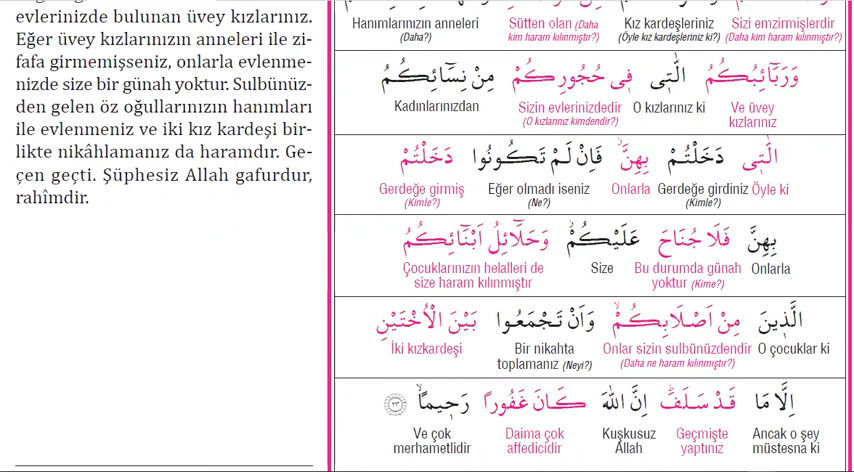 evlerinizde bulunan üvey kızlarınız.
Eğer üvey kızlarınızın anneleri ile zi-
fafa girmemişseniz, onlarla evlenme-
nizde size bir günah yoktur. Sulbünüz-
den gelen öz oğullarınızın hanımları
ile evlenmeniz ve iki kız kardeşi bir-
likte nikâhlamanız da haramdır. Ge-
çen geçti. Şüphesiz Allah gafurdur,
rahîmdir.
Sizi emzirmişlerdir Kız kardeşleriniz Sütten olan (Daha Hanımlarınızın anneleri
(Daha kim haram kılınmıştır?) (Öyle kız kardeşleriniz ki?) kim haram kılınmıştır?) (Daha?)
وَرَبَٓائِبُكُمُ الّٰت۪ي ف۪ي حُجُورِكُمْ مِنْ نِسَٓائِكُمُ
Ve üvey O kızlarınız ki Sizin evlerinizdedir Kadınlarınızdan
kızlarınız (O kızlarınız kimdendir?)
الّٰت۪ي دَخَلْتُمْ بِهِنَّۘ فَاِنْ لَمْ تَكُونُوا دَخَلْتُمْ
Öyle ki Gerdeğe girdiniz Onlarla Eğer olmadı iseniz Gerdeğe girmiş
(Kimle?) (Ne?) (Kimle?)
بِهِنَّ فَلَا جُنَاحَ عَلَيْكُمْۘ وَحَلَٓائِلُ اَبْنَٓائِكُمُ
Onlarla Bu durumda günah Size Çocuklarınızın helalleri de
yoktur (Kime?) size haram kılınmıştır
الَّذ۪ينَ مِنْ اَصْلَابِكُمْۙ وَاَنْ تَجْمَعُوا بَيْنَ الْاُخْتَيْنِ
O çocuklar ki Onlar sizin sulbünüzdendir Bir nikahta İki kızkardeşi
(Daha ne haram kılınmıştır?) toplamanız (Neyi?)
اِلَّا مَا قَدْ سَلَفَۜ اِنَّ اللّٰهَ كَانَ غَفُورًا رَح۪يمًاۙ ﴿٢٣﴾
Ancak o şey Geçmişte Kuşkusuz Daima çok Ve çok
müstesna ki yaptınız Allah affedicidir merhametlidir